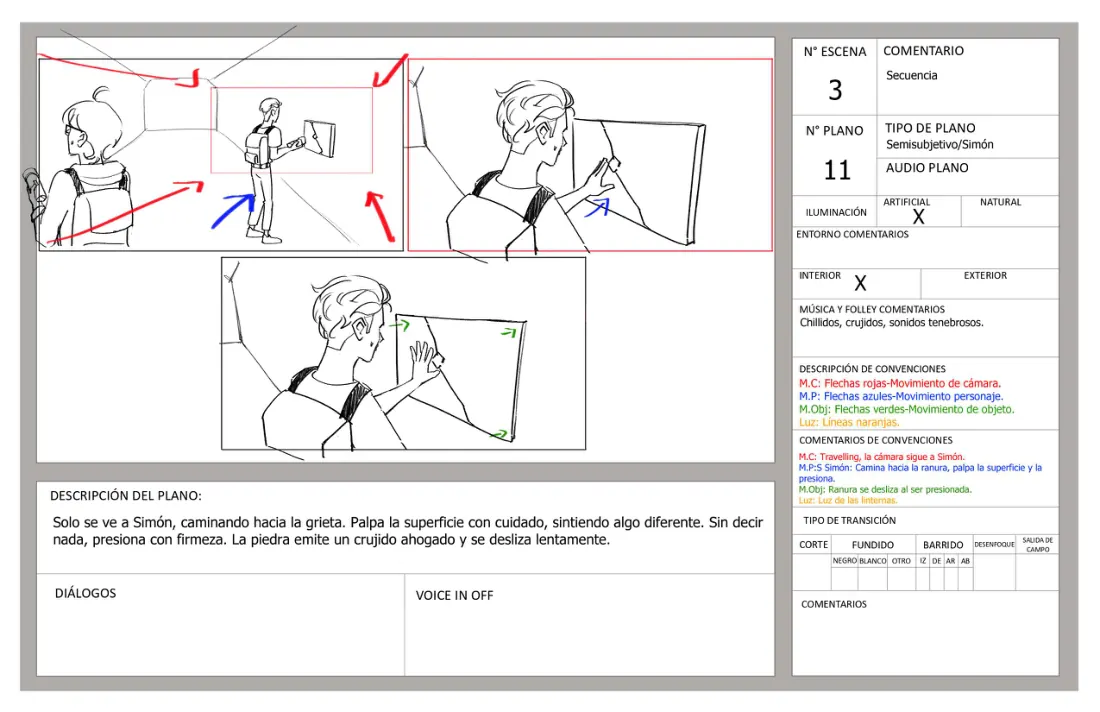 N° ESCENA
3
COMENTARIO
Secuencia
N° PLANO
11
TIPO DE PLANO
Semisubjetivo/Simón
AUDIO PLANO
ILUMINACIÓN
ARTIFICIAL
X
NATURAL
ENTORNO COMENTARIOS
INTERIOR
X
EXTERIOR
MÚSICA Y FOLLEY COMENTARIOS
Chillidos, crujidos, sonidos tenebrosos.
DESCRIPCIÓN DE CONVENCIONES
M.C: Flechas rojas-Movimiento de cámara.
M.P: Flechas azules-Movimiento personaje.
M.Obj: Flechas verdes-Movimiento de objeto.
Luz: Líneas naranjas.
COMENTARIOS DE CONVENCIONES
M.C: Travelling, la cámara sigue a Simón.
M.P:S Simón: Camina hacia la ranura, palpa la superficie y la
presiona.
M.Obj: Ranura se desliza al ser presionada.
Luz: Luz de las linternas.
TIPO DE TRANSICIÓN
CORTE
FUNDIDO
BARRIDO
DESENFOQUE
SALIDA DE
CAMPO
NEGRO
BLANCO
OTRO
IZ
DE
AR
AB
COMENTARIOS
DESCRIPCIÓN DEL PLANO:
Solo se ve a Simón, caminando hacia la grieta. Palpa la superficie con cuidado, sintiendo algo diferente. Sin decir
nada, presiona con firmeza. La piedra emite un crujido ahogado y se desliza lentamente.
DIÁLOGOS
VOICE IN OFF